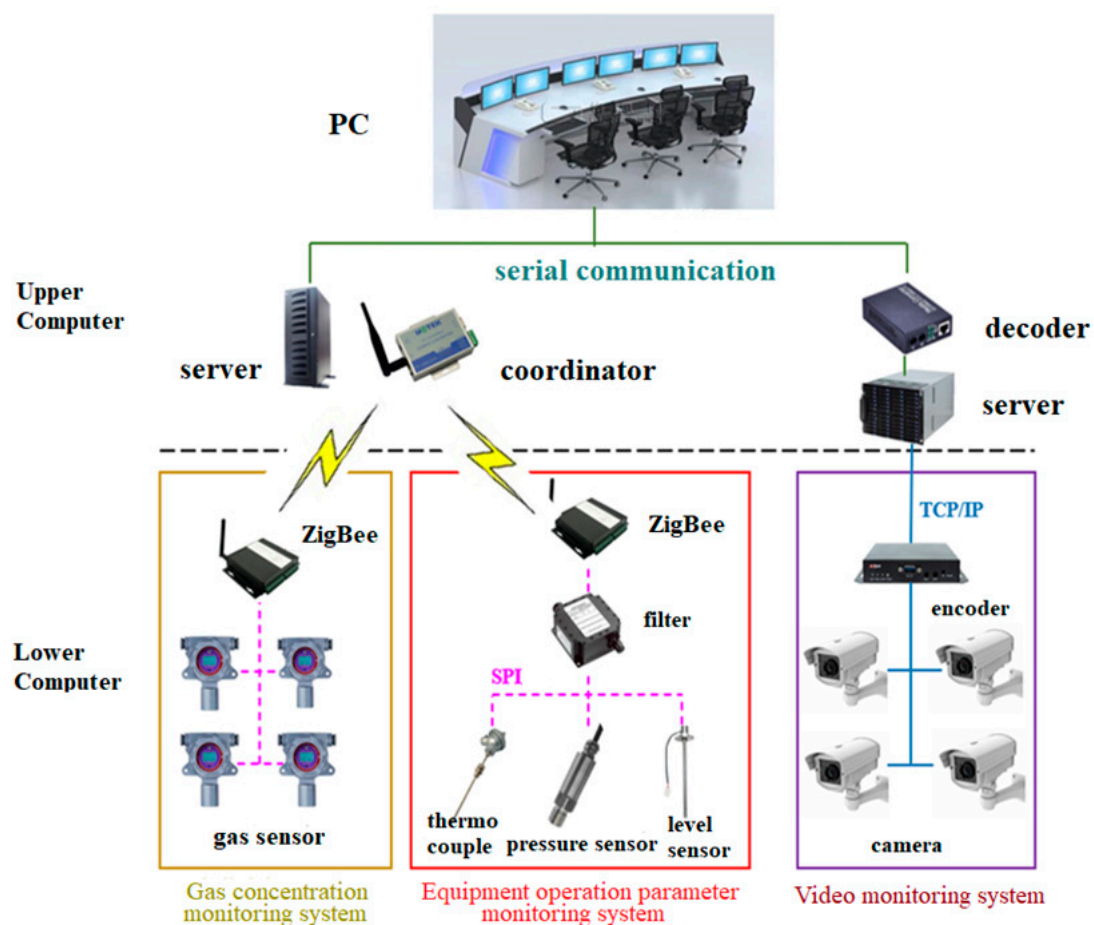 PC
serial communication
Upper
Computer
server
coordinator
decoder
server
TCP/IP
ZigBee
ZigBee
encoder
filter
Lower
Computer
SPI
gas sensor
thermo
couple
pressure sensor
level
sensor
camera
Gas concentration
monitoring system
Equipment operation parameter
monitoring system
Video monitoring system